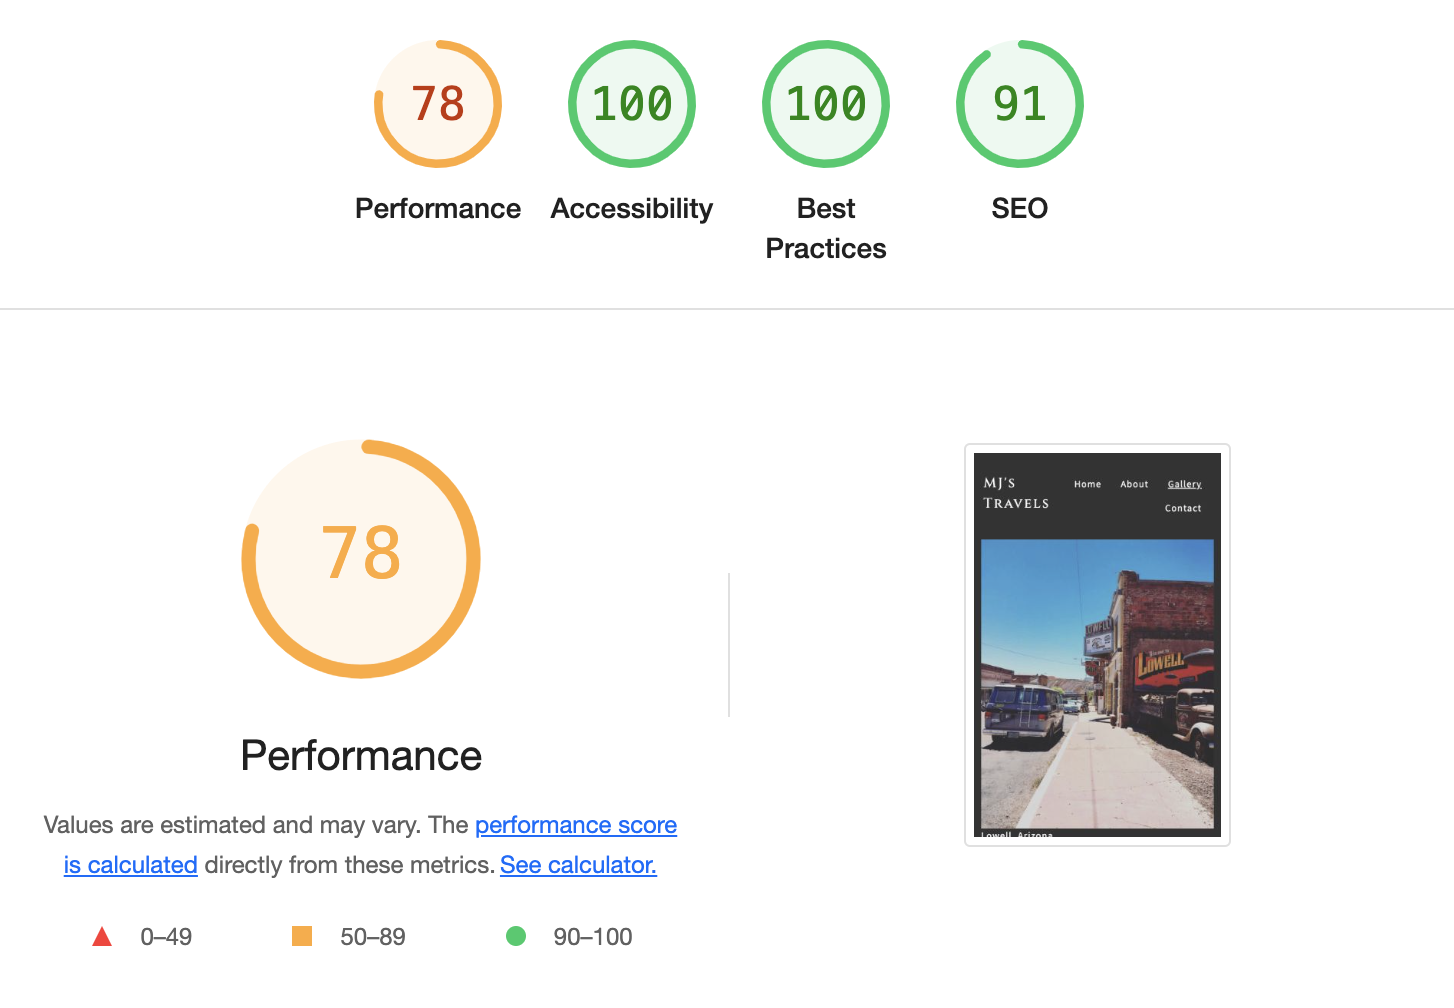 78
100
100
91
Performance
Accessibility
Best
Practices
SEO
78
Performance
Values are estimated and may vary. The performance score
is calculated directly from these metrics. See calculator.
0–49
50–89
90–100
MJ's
Travels
Home
About
Gallery
Contact
LOWELL
LOWELL
Lowell, Arizona